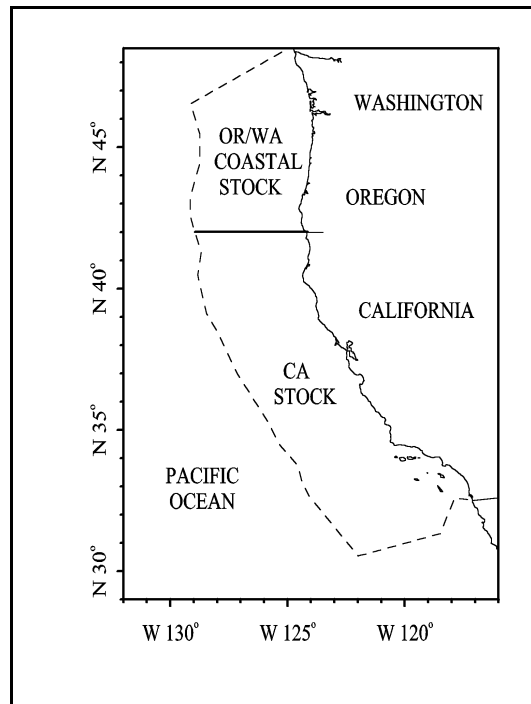 WASHINGTON
N 45°
OR/WA
COASTAL
STOCK
OREGON
N 40°
CALIFORNIA
CA
STOCK
N 35°
PACIFIC
OCEAN
N 30°
W 130°
W 125°
W 120°